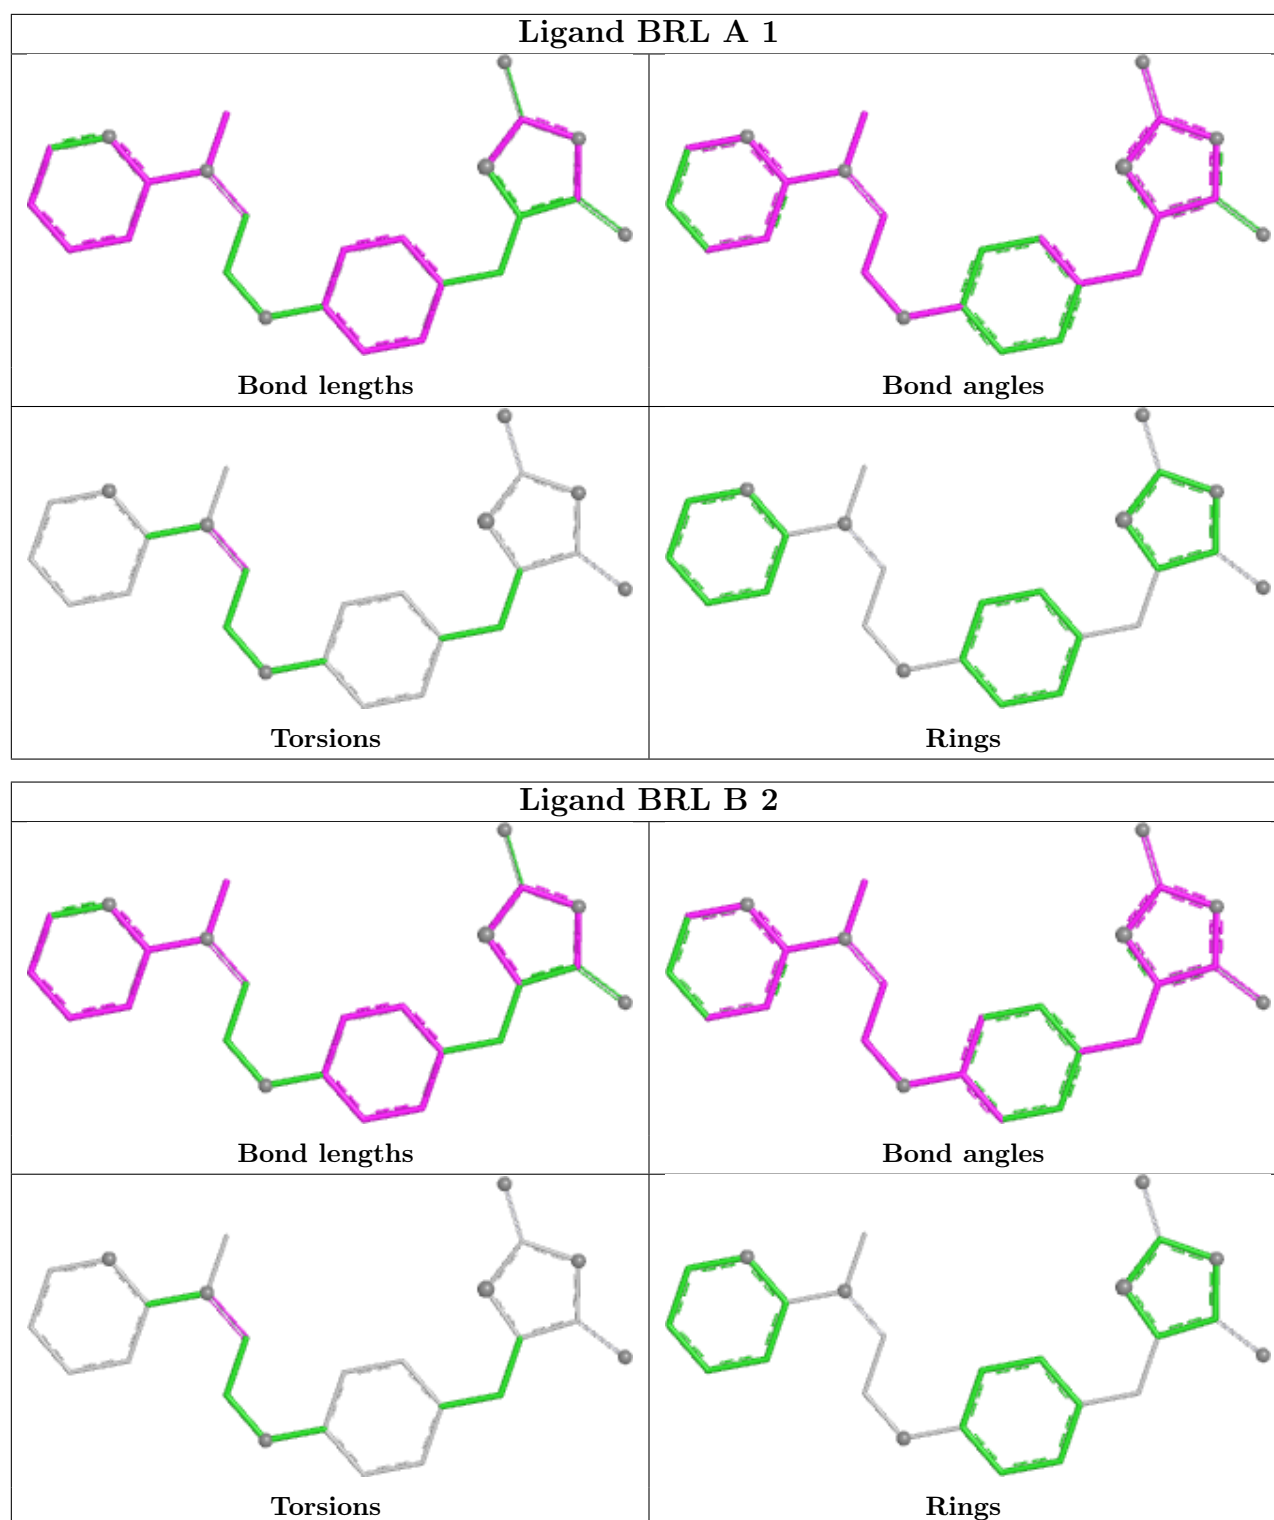 Ligand BRL A 1
Bond lengths
Bond angles
Torsions
Rings
Ligand BRL B 2
Bond lengths
Bond angles
Torsions
Rings